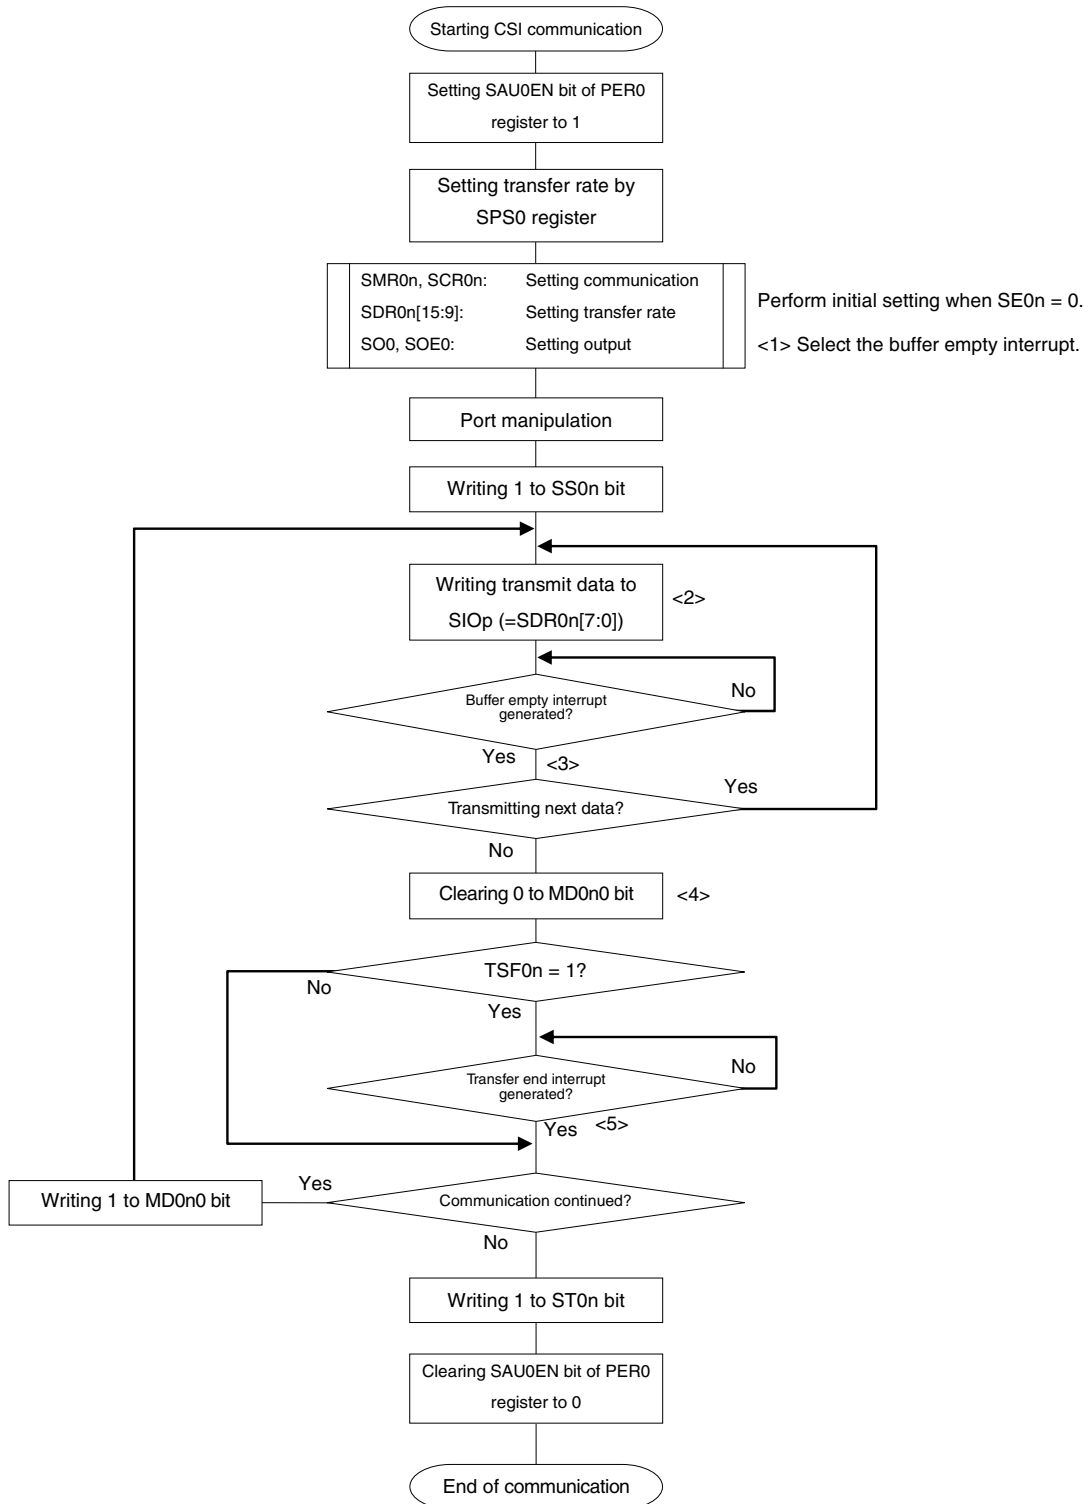 Starting CSI communication
Setting SAU0EN bit of PER0
register to 1
Setting transfer rate by
SPS0 register
SMR0n, SCR0n: Setting communication
SDR0n[15:9]: Setting transfer rate
SO0, SOE0: Setting output
Perform initial setting when SE0n = 0.
<1> Select the buffer empty interrupt.
Port manipulation
Writing 1 to SS0n bit
Writing transmit data to
SIOp (=SDR0n[7:0])
<2>
Buffer empty interrupt
generated?
No
Yes
<3>
Transmitting next data?
Yes
No
Clearing 0 to MD0n0 bit
<4>
TSF0n = 1?
No
Yes
Transfer end interrupt
generated?
No
Yes
<5>
Communication continued?
Yes
Writing 1 to MD0n0 bit
No
Writing 1 to ST0n bit
Clearing SAU0EN bit of PER0
register to 0
End of communication